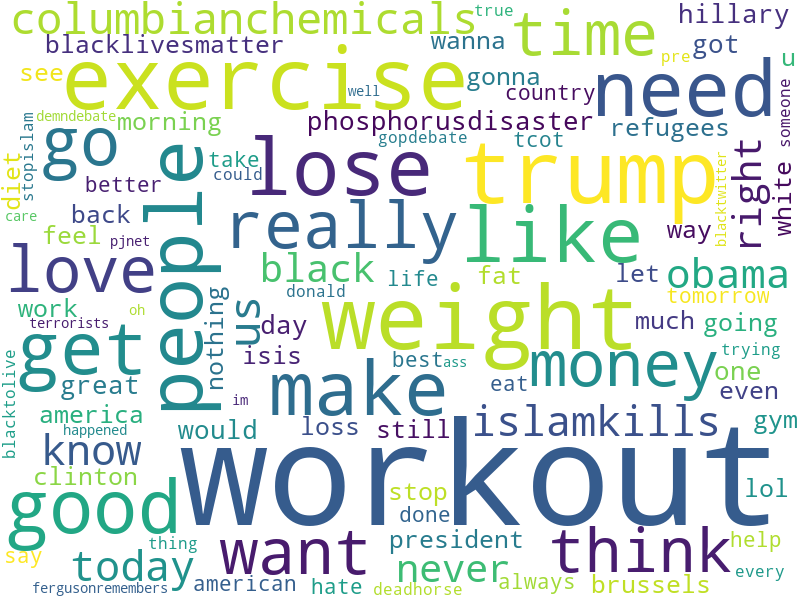 columbianchemicals
true
time
hillary
blacklivesmatter
wanna
got
pre
u
see
exercise
gonna
need
well
country
someone
demndebate
morning
phosphorusdisaster
refugees
stopislam
go
gopdebate
tcot
diet
take
lose
trump
blacktwitter
right
white
better
could
people
care
back
really
like
way
feel
pjnet
love
black
life
fat
let
obama
donald
tomorrow
work
nothing
us
weight
terrorists
oh
day
much
going
get
isis
best
ass
money
trying
one
great
make
eat
even
blacktolive
im
america
loss
still
islamkills
gym
happened
would
know
workout
clinton
stop
lol
good
done
want
think
president
help
thing
say
today
never
every
fergusonremembers
american
hate
deadhorse
always
brussels